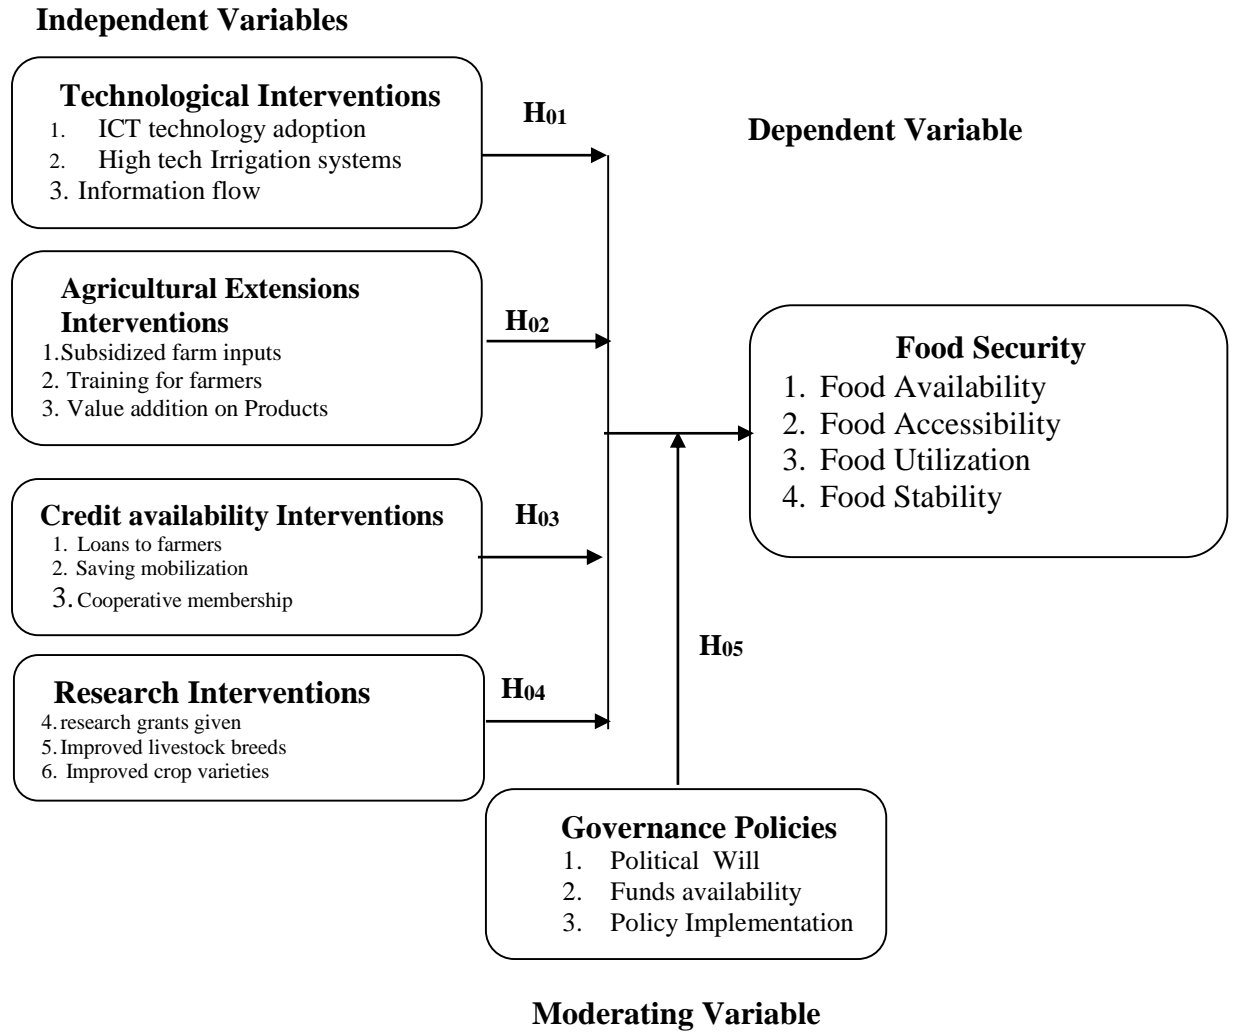 Independent Variables
Technological Interventions
1. ICT technology adoption
2. High tech Irrigation systems
3. Information flow
H01
Dependent Variable
Agricultural Extensions
Interventions
1.Subsidized farm inputs
2. Training for farmers
3. Value addition on Products
H02
Food Security
1. Food Availability
2. Food Accessibility
3. Food Utilization
4. Food Stability
Credit availability Interventions
1. Loans to farmers
2. Saving mobilization
3. Cooperative membership
H03
H05
Research Interventions
4. research grants given
5. Improved livestock breeds
6. Improved crop varieties
H04
Governance Policies
1. Political Will
2. Funds availability
3. Policy Implementation
Moderating Variable